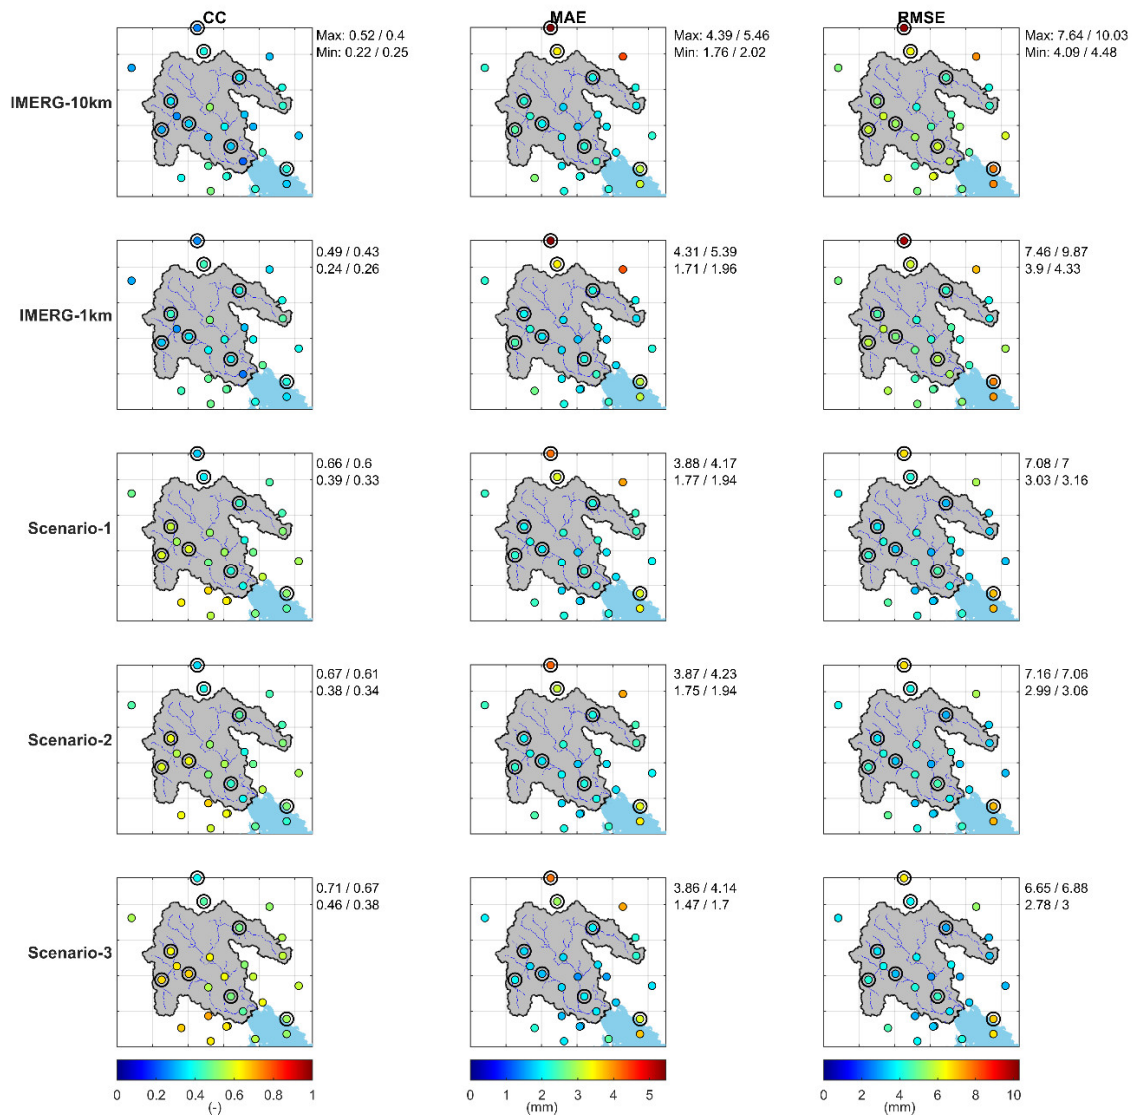 CC MAE RMSE
Max: 0.52 / 0.4
Min: 0.22 / 0.25
Max: 4.39 / 5.46
Min: 1.76 / 2.02
Max: 7.64 / 10.03
Min: 4.09 / 4.48
IMERG-10km
0.49 / 0.43
0.24 / 0.26
4.31 / 5.39
1.71 / 1.96
7.46 / 9.87
3.9 / 4.33
IMERG-1km
0.66 / 0.6
0.39 / 0.33
3.88 / 4.17
1.77 / 1.94
7.08 / 7
3.03 / 3.16
Scenario-1
0.67 / 0.61
0.38 / 0.34
3.87 / 4.23
1.75 / 1.94
7.16 / 7.06
2.99 / 3.06
Scenario-2
0.71 / 0.67
0.46 / 0.38
3.86 / 4.14
1.47 / 1.7
6.65 / 6.88
2.78 / 3
Scenario-3
0 0.2 0.4 0.6 0.8 1
(-)
0 1 2 3 4 5
(mm)
0 2 4 6 8 10
(mm)